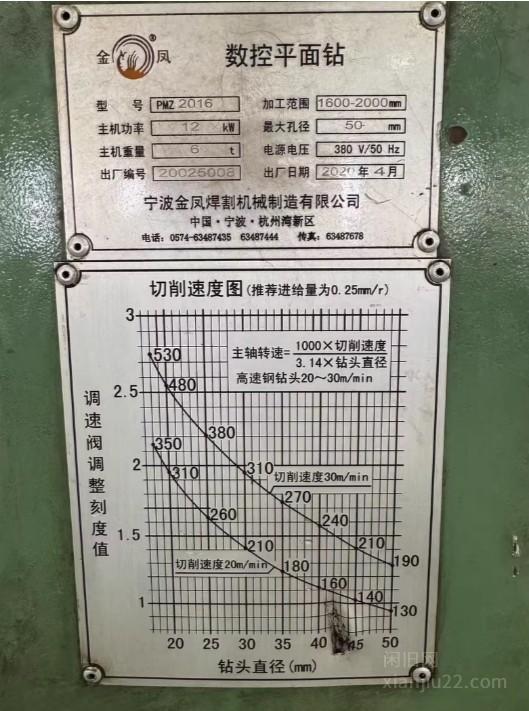 金 ® 凤 数控平面钻
型 号 PMZ 2016 加工范围 1600-2000mm
主机功率 12 kW 最大孔径 50 mm
主机重量 6 t 电源电压 380 V/50 Hz
出厂编号 20025008 出厂日期 2020 年 4 月
宁波金凤焊割机械制造有限公司
中国·宁波·杭州湾新区
电话：0574-63487435 63487444 传真：63487678
切削速度图(推荐进给量为0.25mm/r)
主轴转速=1000×切削速度/3.14×钻头直径
高速钢钻头20～30m/min
调速阀调整刻度值
3
2.5
2
1.5
1
530
480
380
310
270
240
210
190
切削速度30m/min
350
310
260
210
180
160
140
130
切削速度20m/min
20 25 30 35 40 45 50
钻头直径(mm)
闲旧网
xianjiu22.com